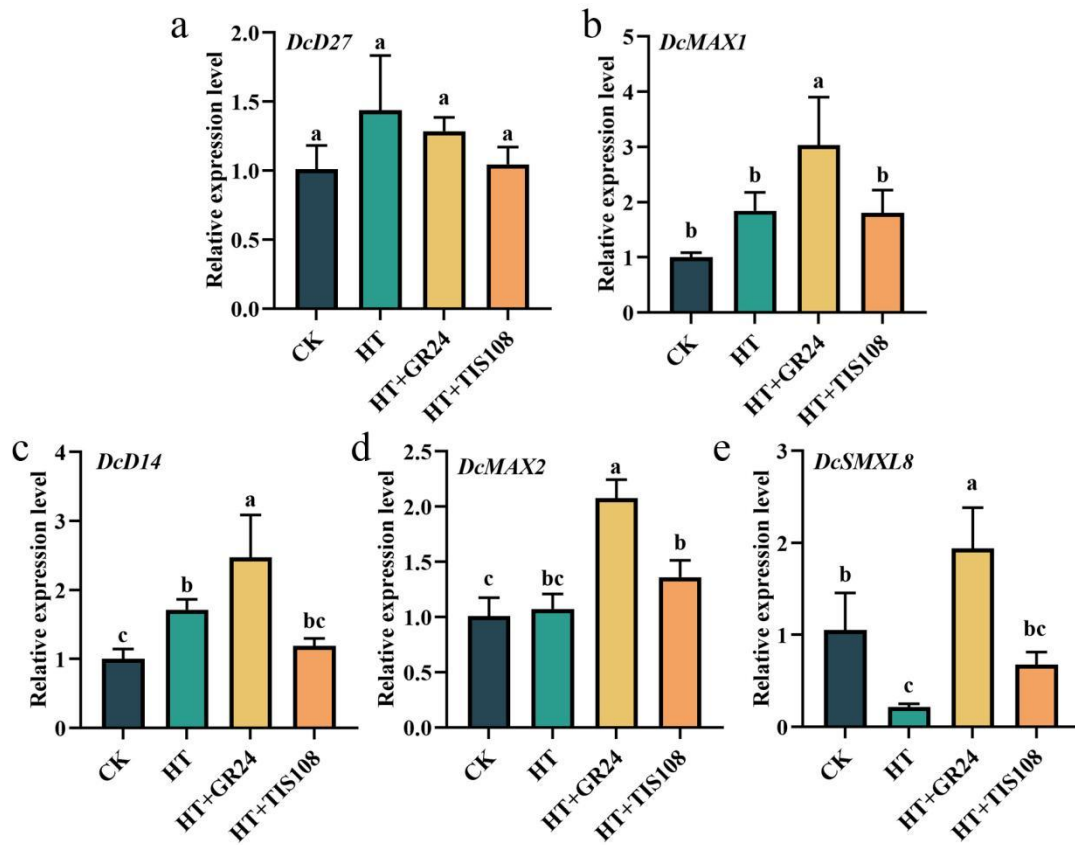 a
DcD27
Relative expression level
2.0
1.5
1.0
0.5
0.0
a
a
a
a
CK
HT
HT+GR24
HT+TIS108
b
DcMAX1
Relative expression level
5
4
3
2
1
0
b
b
a
b
CK
HT
HT+GR24
HT+TIS108
c
DcD14
Relative expression level
4
3
2
1
0
c
b
a
bc
CK
HT
HT+GR24
HT+TIS108
d
DcMAX2
Relative expression level
2.5
2.0
1.5
1.0
0.5
0.0
c
bc
a
b
CK
HT
HT+GR24
HT+TIS108
e
DcSMXL8
Relative expression level
3
2
1
0
b
c
a
bc
CK
HT
HT+GR24
HT+TIS108